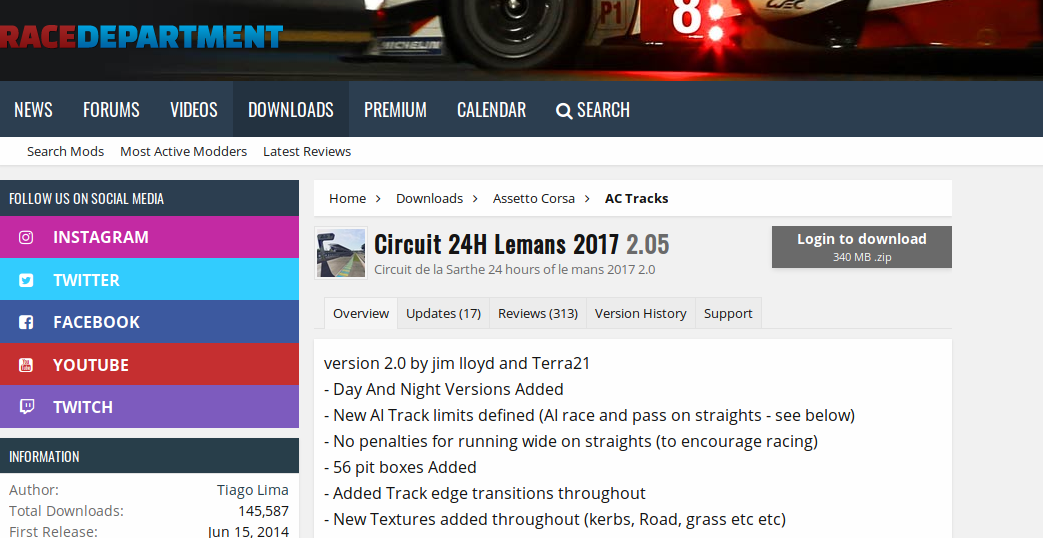 RACEDEPARTMENT
MICHELIN
P1
WEC
8
NEWS FORUMS VIDEOS DOWNLOADS PREMIUM CALENDAR SEARCH
Search Mods Most Active Modders Latest Reviews
FOLLOW US ON SOCIAL MEDIA
INSTAGRAM
TWITTER
FACEBOOK
YOUTUBE
TWITCH
INFORMATION
Author: Tiago Lima
Total Downloads: 145,587
First Release: Jun 15, 2014
Home > Downloads > Assetto Corsa > AC Tracks
Circuit 24H Lemans 2017 2.05
Circuit de la Sarthe 24 hours of le mans 2017 2.0
Login to download
340 MB .zip
Overview Updates (17) Reviews (313) Version History Support
version 2.0 by jim lloyd and Terra21
- Day And Night Versions Added
- New AI Track limits defined (AI race and pass on straights - see below)
- No penalties for running wide on straights (to encourage racing)
- 56 pit boxes Added
- Added Track edge transitions throughout
- New Textures added throughout (kerbs, Road, grass etc etc)